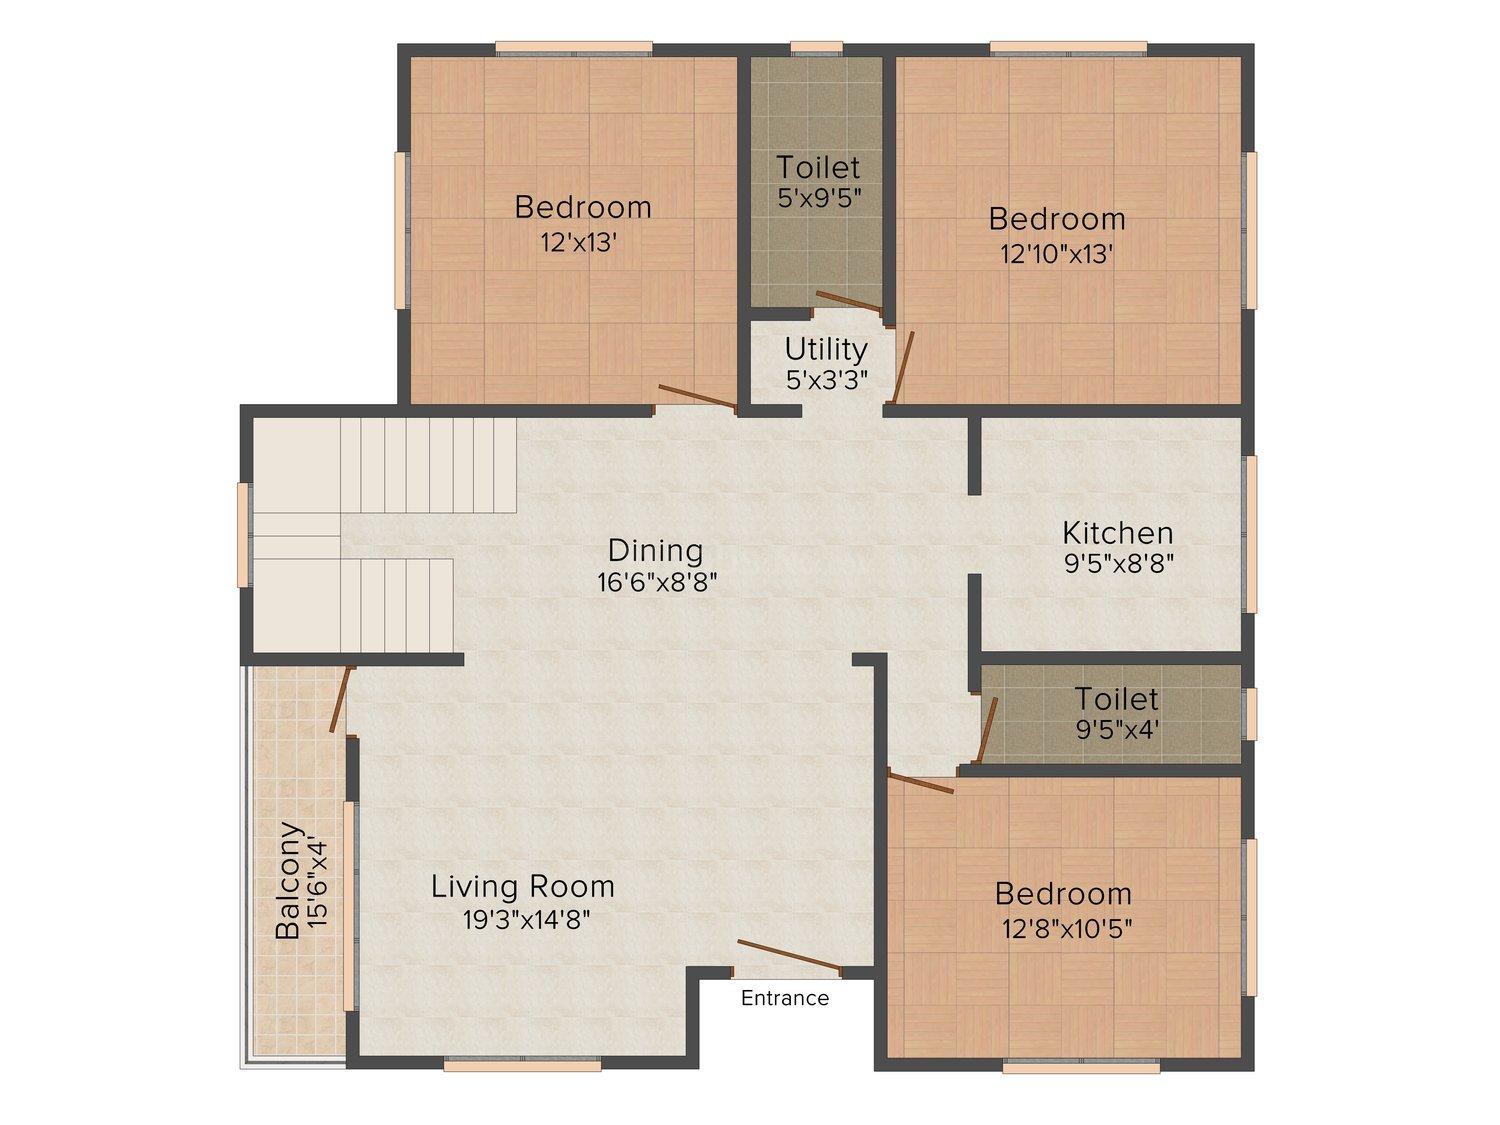 Toilet
5'x9'5"
Bedroom
12'x13'
Bedroom
12'10"x13'
Utility
5'x3'3"
Dining
16'6"x8'8"
Kitchen
9'5"x8'8"
Toilet
9'5"x4'
Balcony
15'6"x4'
Living Room
19'3"x14'8"
Bedroom
12'8"x10'5"
Entrance